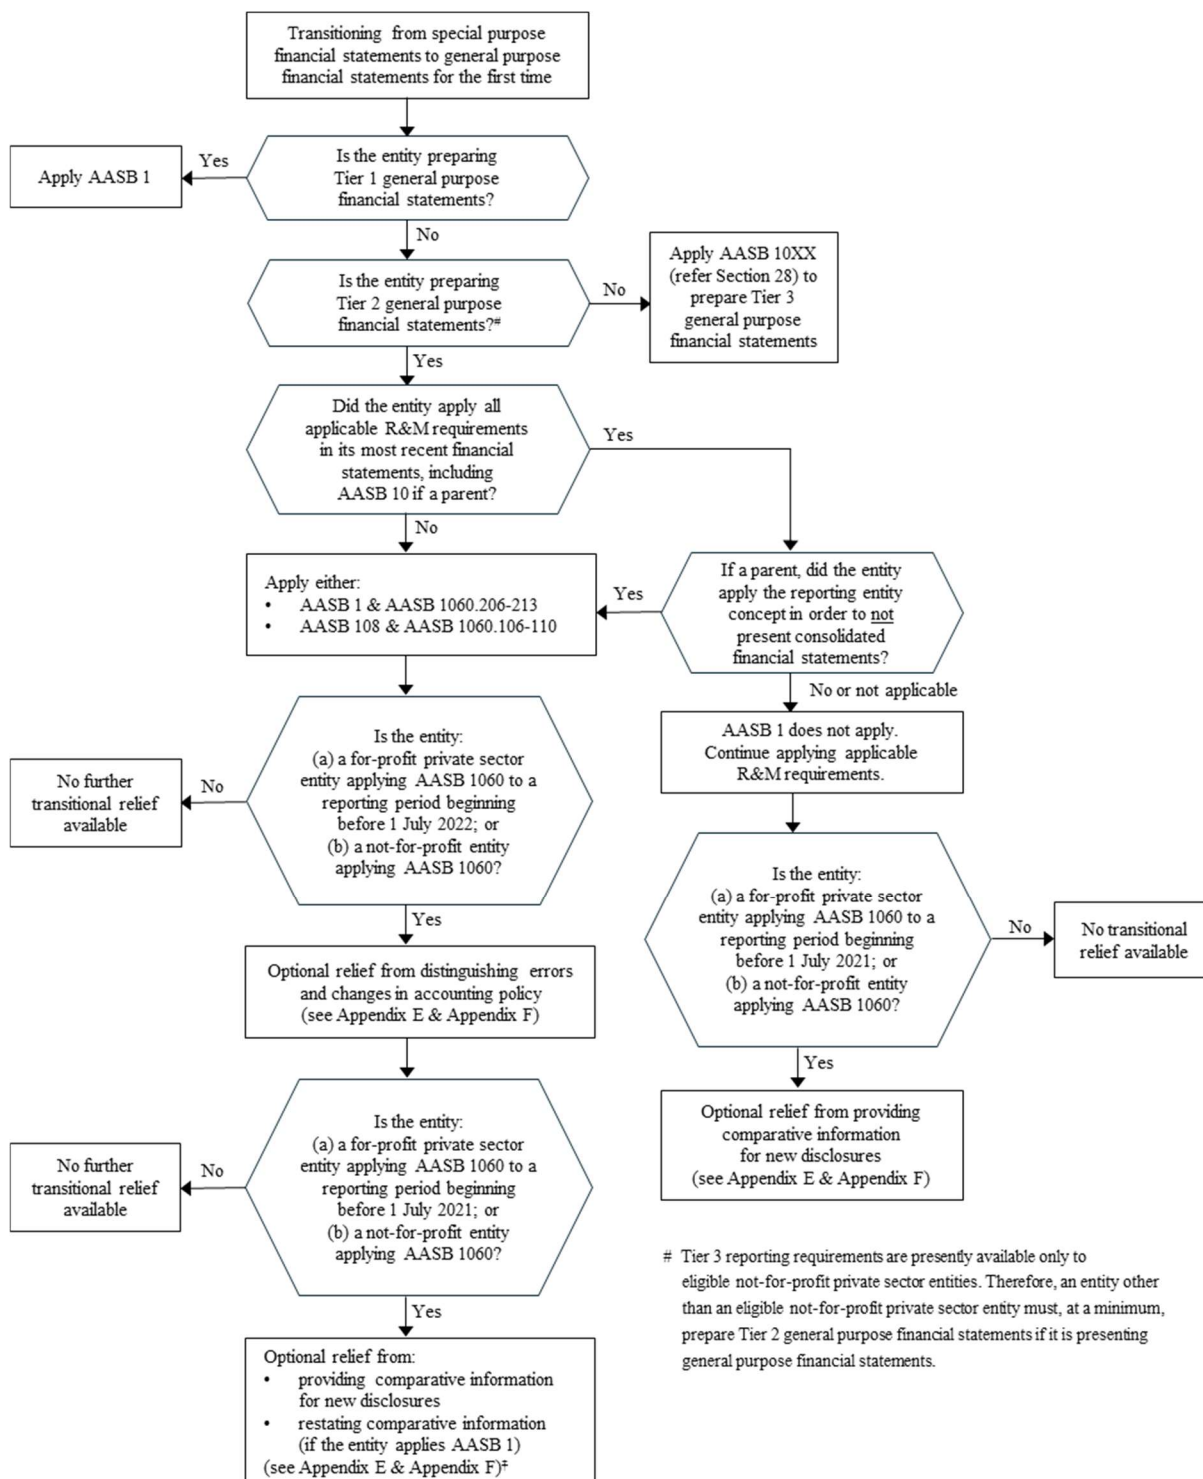 Transitioning from special purpose
financial statements to general purpose
financial statements for the first time
Is the entity preparing
Tier 1 general purpose
financial statements?
Yes
Apply AASB 1
No
Is the entity preparing
Tier 2 general purpose
financial statements?#
No
Apply AASB 10XX
(refer Section 28) to
prepare Tier 3
general purpose
financial statements
Yes
Did the entity apply all
applicable R&M requirements
in its most recent financial
statements, including
AASB 10 if a parent?
Yes
No
Apply either:
• AASB 1 & AASB 1060.206-213
• AASB 108 & AASB 1060.106-110
Yes
If a parent, did the entity
apply the reporting entity
concept in order to not
present consolidated
financial statements?
No or not applicable
AASB 1 does not apply.
Continue applying applicable
R&M requirements.
Is the entity:
(a) a for-profit private sector
entity applying AASB 1060 to a
reporting period beginning
before 1 July 2022; or
(b) a not-for-profit entity
applying AASB 1060?
No
No further
transitional relief
available
Yes
Is the entity:
(a) a for-profit private sector
entity applying AASB 1060 to a
reporting period beginning
before 1 July 2021; or
(b) a not-for-profit entity
applying AASB 1060?
No
No transitional
relief available
Yes
Optional relief from distinguishing errors
and changes in accounting policy
(see Appendix E & Appendix F)
Optional relief from providing
comparative information
for new disclosures
(see Appendix E & Appendix F)
Is the entity:
(a) a for-profit private sector
entity applying AASB 1060 to a
reporting period beginning
before 1 July 2021; or
(b) a not-for-profit entity
applying AASB 1060?
No
No further
transitional relief
available
Yes
Optional relief from:
• providing comparative information
for new disclosures
• restating comparative information
(if the entity applies AASB 1)
(see Appendix E & Appendix F)‡
# Tier 3 reporting requirements are presently available only to
eligible not-for-profit private sector entities. Therefore, an entity other
than an eligible not-for-profit private sector entity must, at a minimum,
prepare Tier 2 general purpose financial statements if it is presenting
general purpose financial statements.